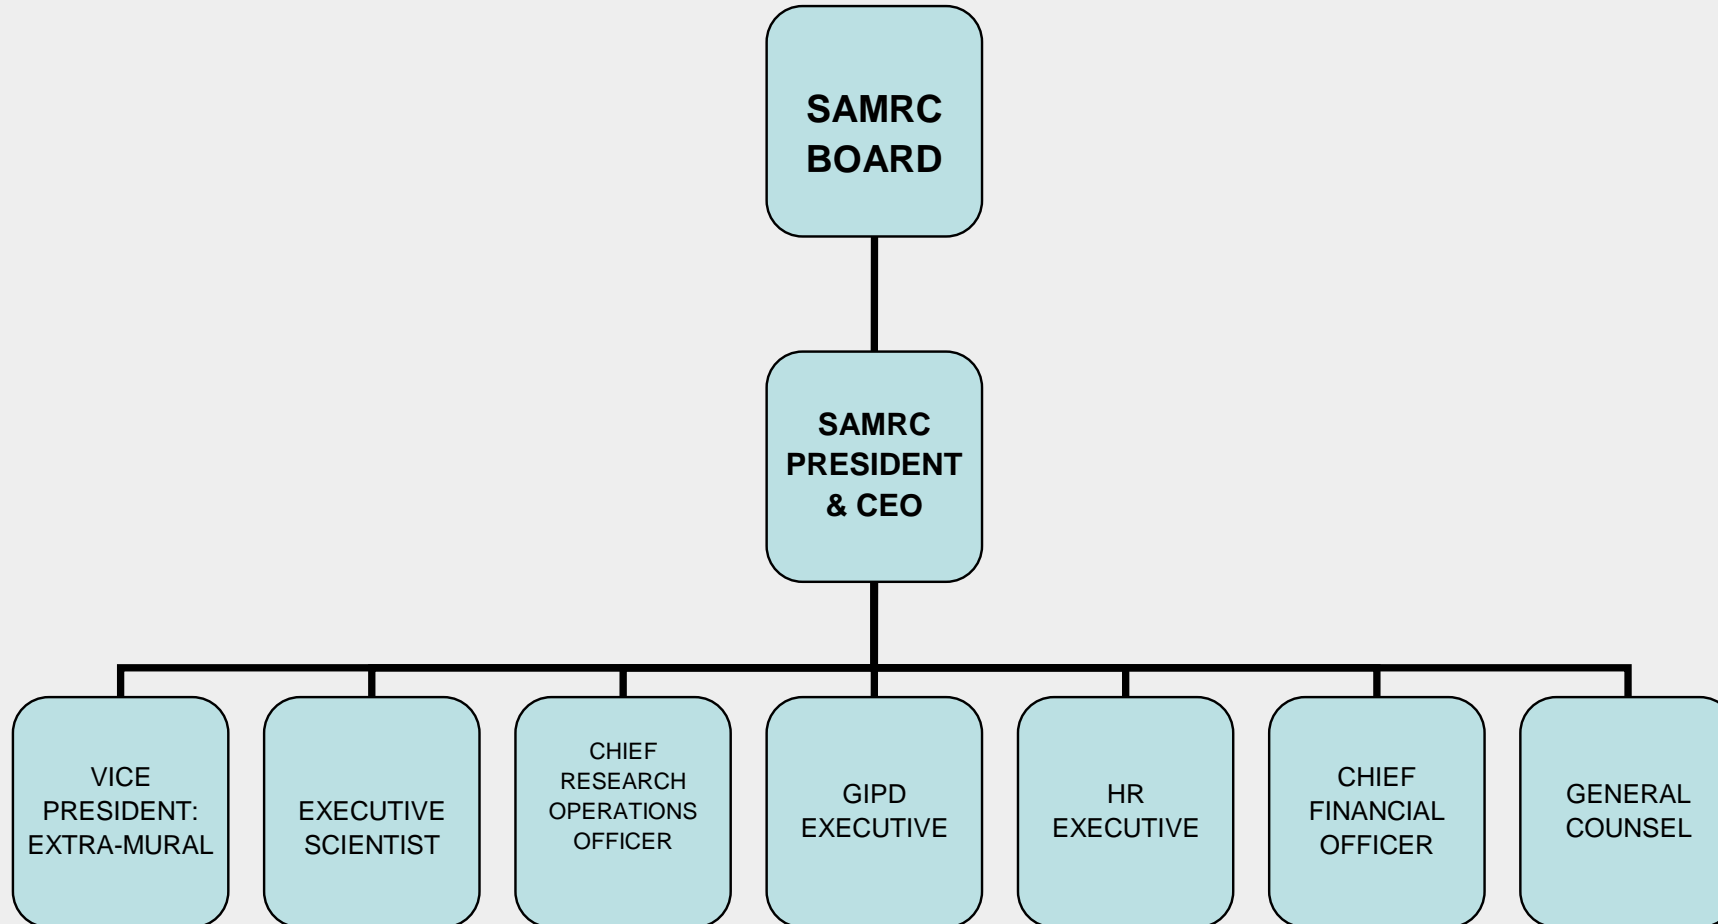 SAMRC
BOARD
SAMRC
PRESIDENT
& CEO
VICE
PRESIDENT:
EXTRA-MURAL
EXECUTIVE
SCIENTIST
CHIEF
RESEARCH
OPERATIONS
OFFICER
GIPD
EXECUTIVE
HR
EXECUTIVE
CHIEF
FINANCIAL
OFFICER
GENERAL
COUNSEL